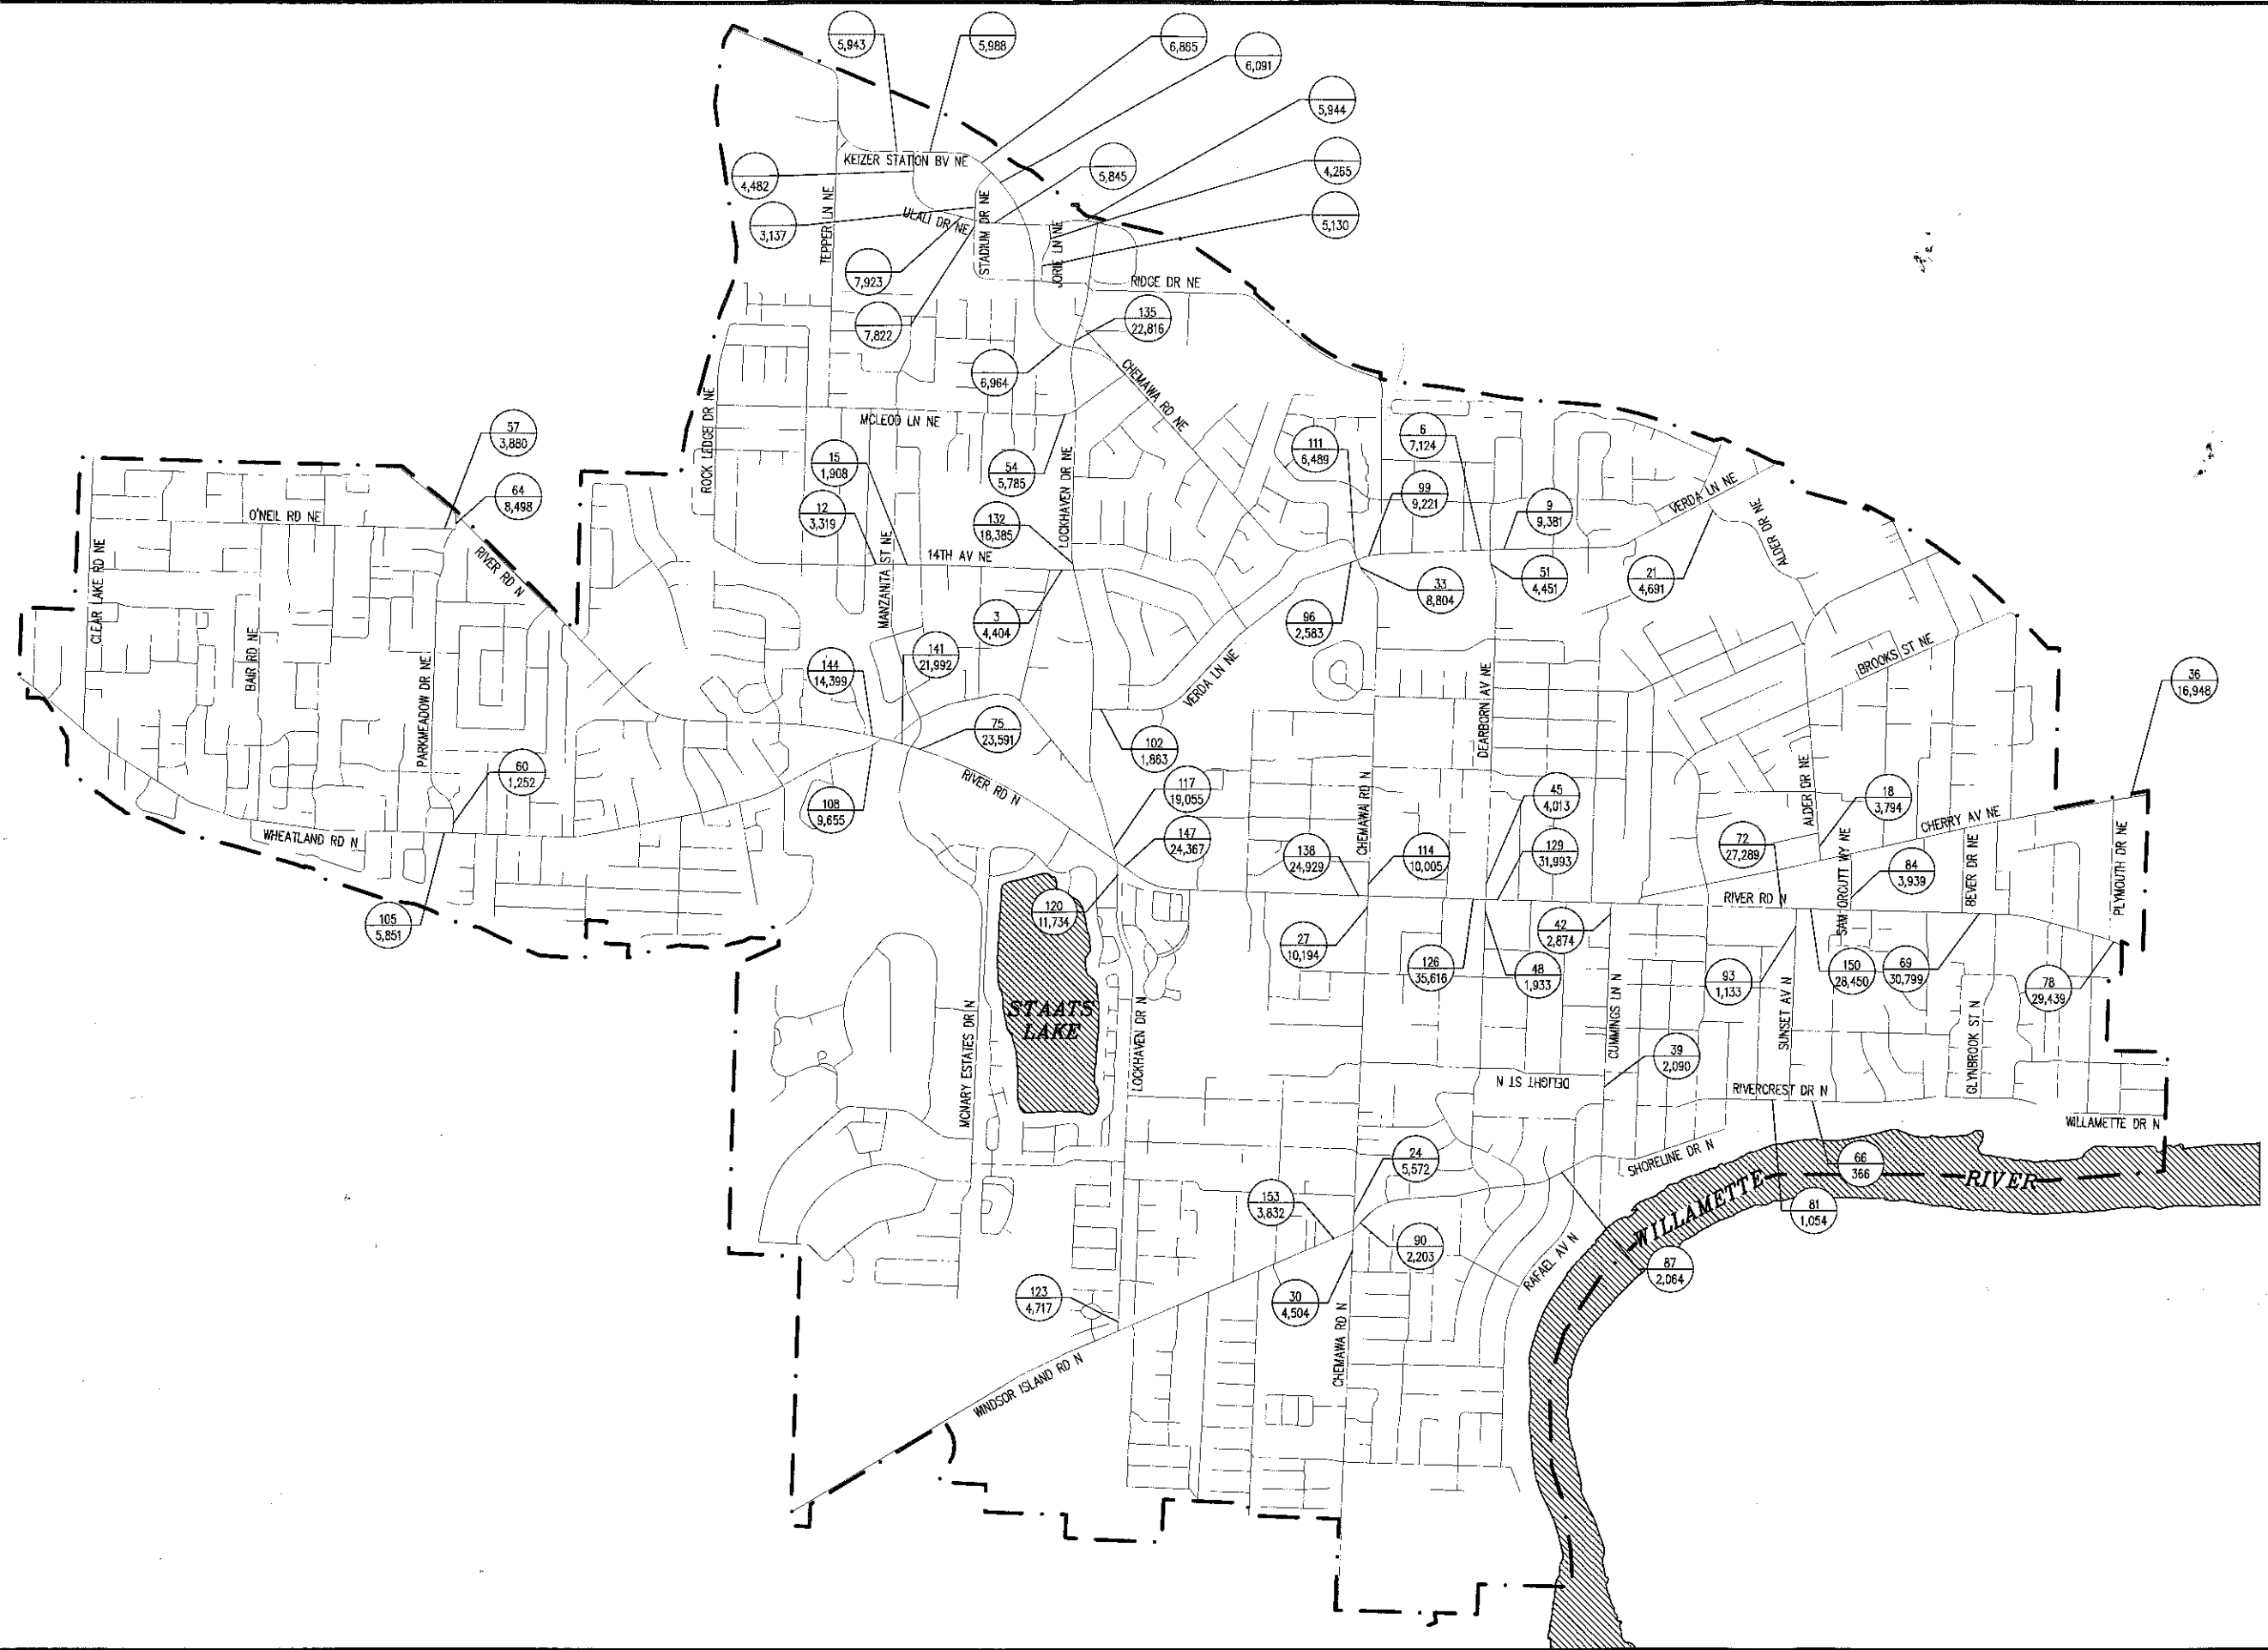 5,943
5,988
6,865
6,091
5,944
4,265
5,130
5,845
4,482
3,137
7,923
7,822
6,964
135
22,816
KEIZER STATION BV NE
TEPPER LN NE
ULALI DR NE
STADIUM DR NE
JORIE LN NE
RIDGE DR NE
CHEMAWA RD NE
ROCK LEDGE DR NE
MCLEOD LN NE
LOCKHAVEN DR NE
57
3,880
64
8,498
15
1,908
12
3,319
54
5,785
132
18,385
111
6,489
6
7,124
99
9,221
9
9,381
VERDA LN NE
ALDER DR NE
O'NEIL RD NE
CLEAR LAKE RD NE
RIVER RD N
BAIR RD NE
PARKMEADOW DR NE
14TH AV NE
MANZANITA ST NE
3
4,404
96
2,583
33
8,804
51
4,451
21
4,691
144
14,399
141
21,992
75
23,591
VERDA LN NE
DEARBORN AV NE
BROOKS ST NE
36
16,948
102
1,863
60
1,252
108
9,655
RIVER RD N
117
19,055
147
24,367
CHEMAWA RD N
45
4,013
129
31,993
138
24,929
114
10,005
72
27,289
ALDER DR NE
18
3,794
CHERRY AV NE
84
3,939
SAM ORCUTT WY NE
BEVER DR NE
PLYMOUTH DR NE
WHEATLAND RD N
105
5,851
120
11,734
27
10,194
126
35,616
48
1,933
42
2,874
RIVER RD N
93
1,133
150
28,450
69
30,799
78
29,439
STAATS
LAKE
MCNARY ESTATES DR N
LOCKHAVEN DR N
CUMMINGS LN N
SUNSET AV N
GLYNBROOK ST N
39
2,090
DELIGHT ST N
RIVERCREST DR N
WILLAMETTE DR N
SHORELINE DR N
24
5,572
153
3,832
90
2,203
30
4,504
123
4,717
66
366
81
1,054
87
2,064
WILLAMETTE RIVER
RAFAEL AV N
CHEMAWA RD N
WINDSOR ISLAND RD N